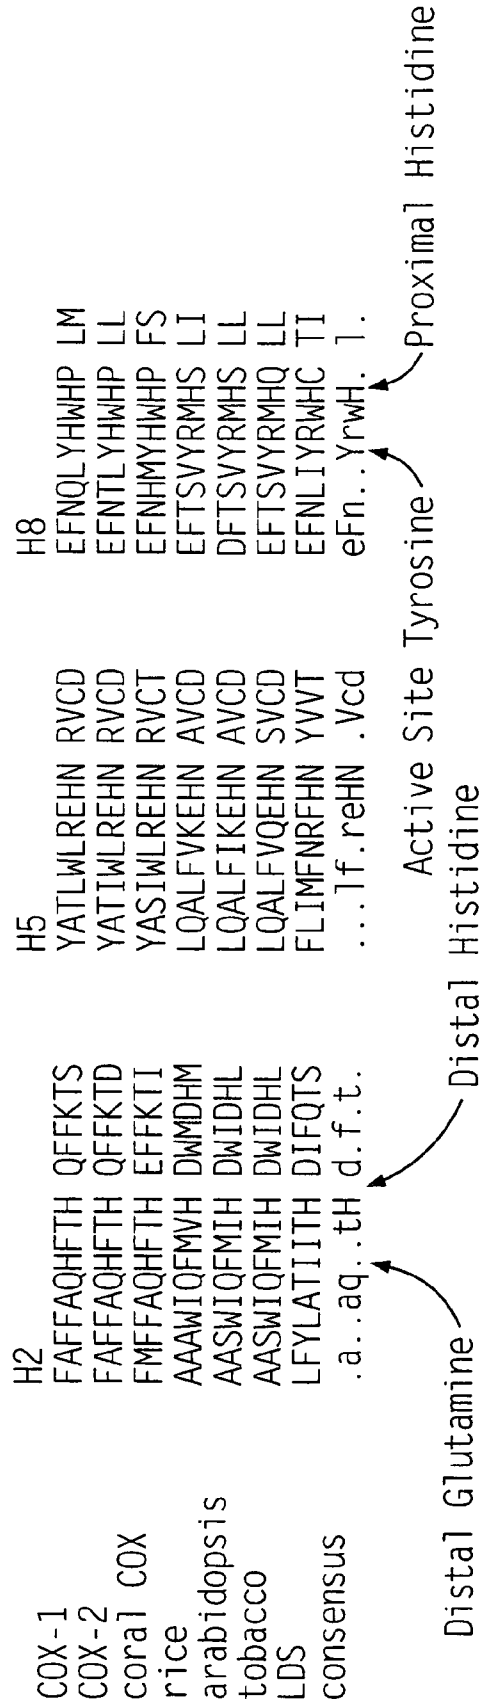 H2 H5 H8
COX-1 FAFFAQHFTH QFFKTS YATLWLREHN RVCD EFNQLYHWHP LM
COX-2 FAFFAQHFTH QFFKTD YATIWLREHN RVCD EFNTLYHWHP LL
coral COX FMFFAQHFTH EFFKTI YASIWLREHN RVCT EFNHMYHWHP FS
rice AAAWIQFMVH DWMDHM LQALFVKEHN AVCD EFTSVYRMHS LI
arabidopsis AASWIQFMIH DWIDHL LQALFIKEHN AVCD DFTSVYRMHS LL
tobacco AASWIQFMIH DWIDHL LQALFVQEHN SVCD EFTSVYRMHQ LL
LDS LFYLATIITH DIFQTS FLIMFNRFHN YVVT EFNLIYRWHC TI
consensus .a..aq..tH d.f.t. ...lf.reHN .Vcd eFn..YrwH. l.
Distal Glutamine
Distal Histidine
Active Site Tyrosine
Proximal Histidine